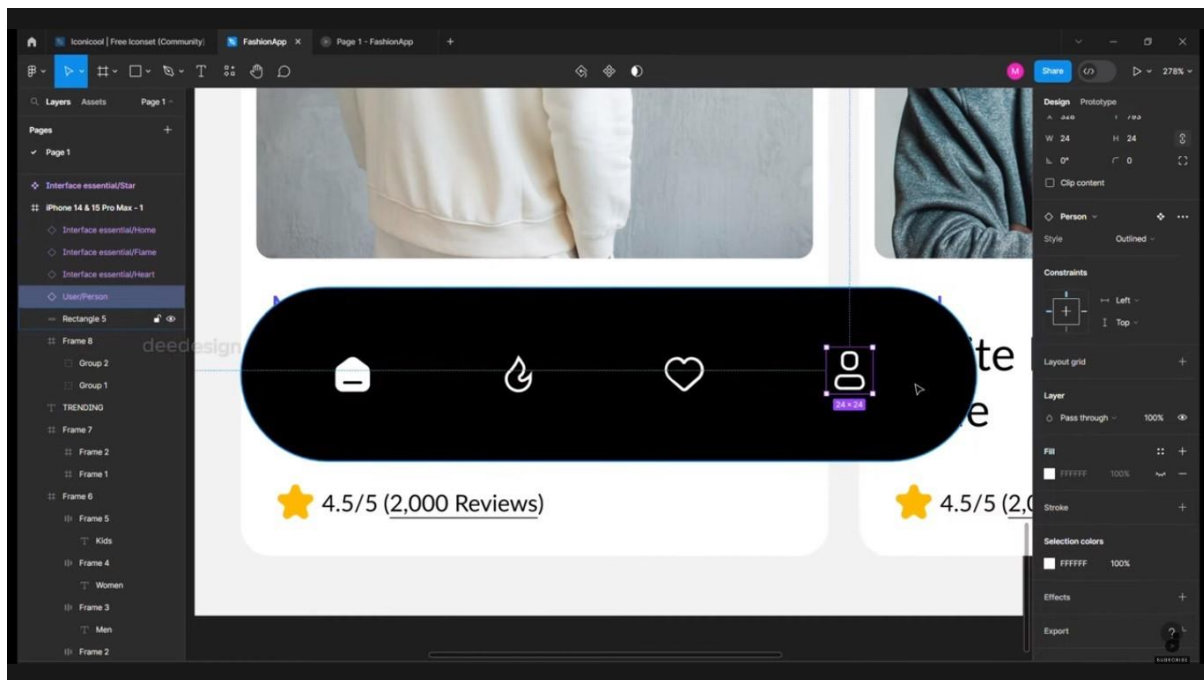 Iconicool | Free Iconset (Community)
FashionApp
Page 1 - FashionApp
M
Share
278%
Layers
Assets
Page 1
Pages
Page 1
Interface essential/Star
iPhone 14 & 15 Pro Max - 1
Interface essential/Home
Interface essential/Flame
Interface essential/Heart
User/Person
Rectangle 5
Frame 8
Group 2
Group 1
TRENDING
Frame 7
Frame 2
Frame 1
Frame 6
Frame 5
Kids
Frame 4
Women
Frame 3
Men
Frame 2
deedesign
24 × 24
4.5/5 (2,000 Reviews)
4.5/5 (2,0
Design
Prototype
W 24
H 24
0°
0
Clip content
Person
Style
Outlined
Constraints
Left
Top
Layout grid
Layer
Pass through
100%
Fill
FFFFFF
100%
Stroke
Selection colors
FFFFFF
100%
Effects
Export
?
SUBSCRIBE